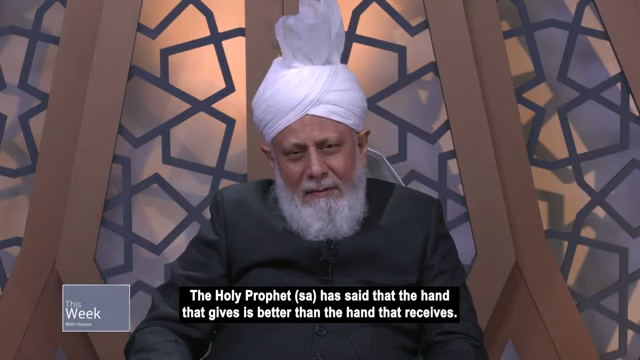 The Holy Prophet (sa) has said that the hand
that gives is better than the hand that receives.
This
Week
With Huzoor